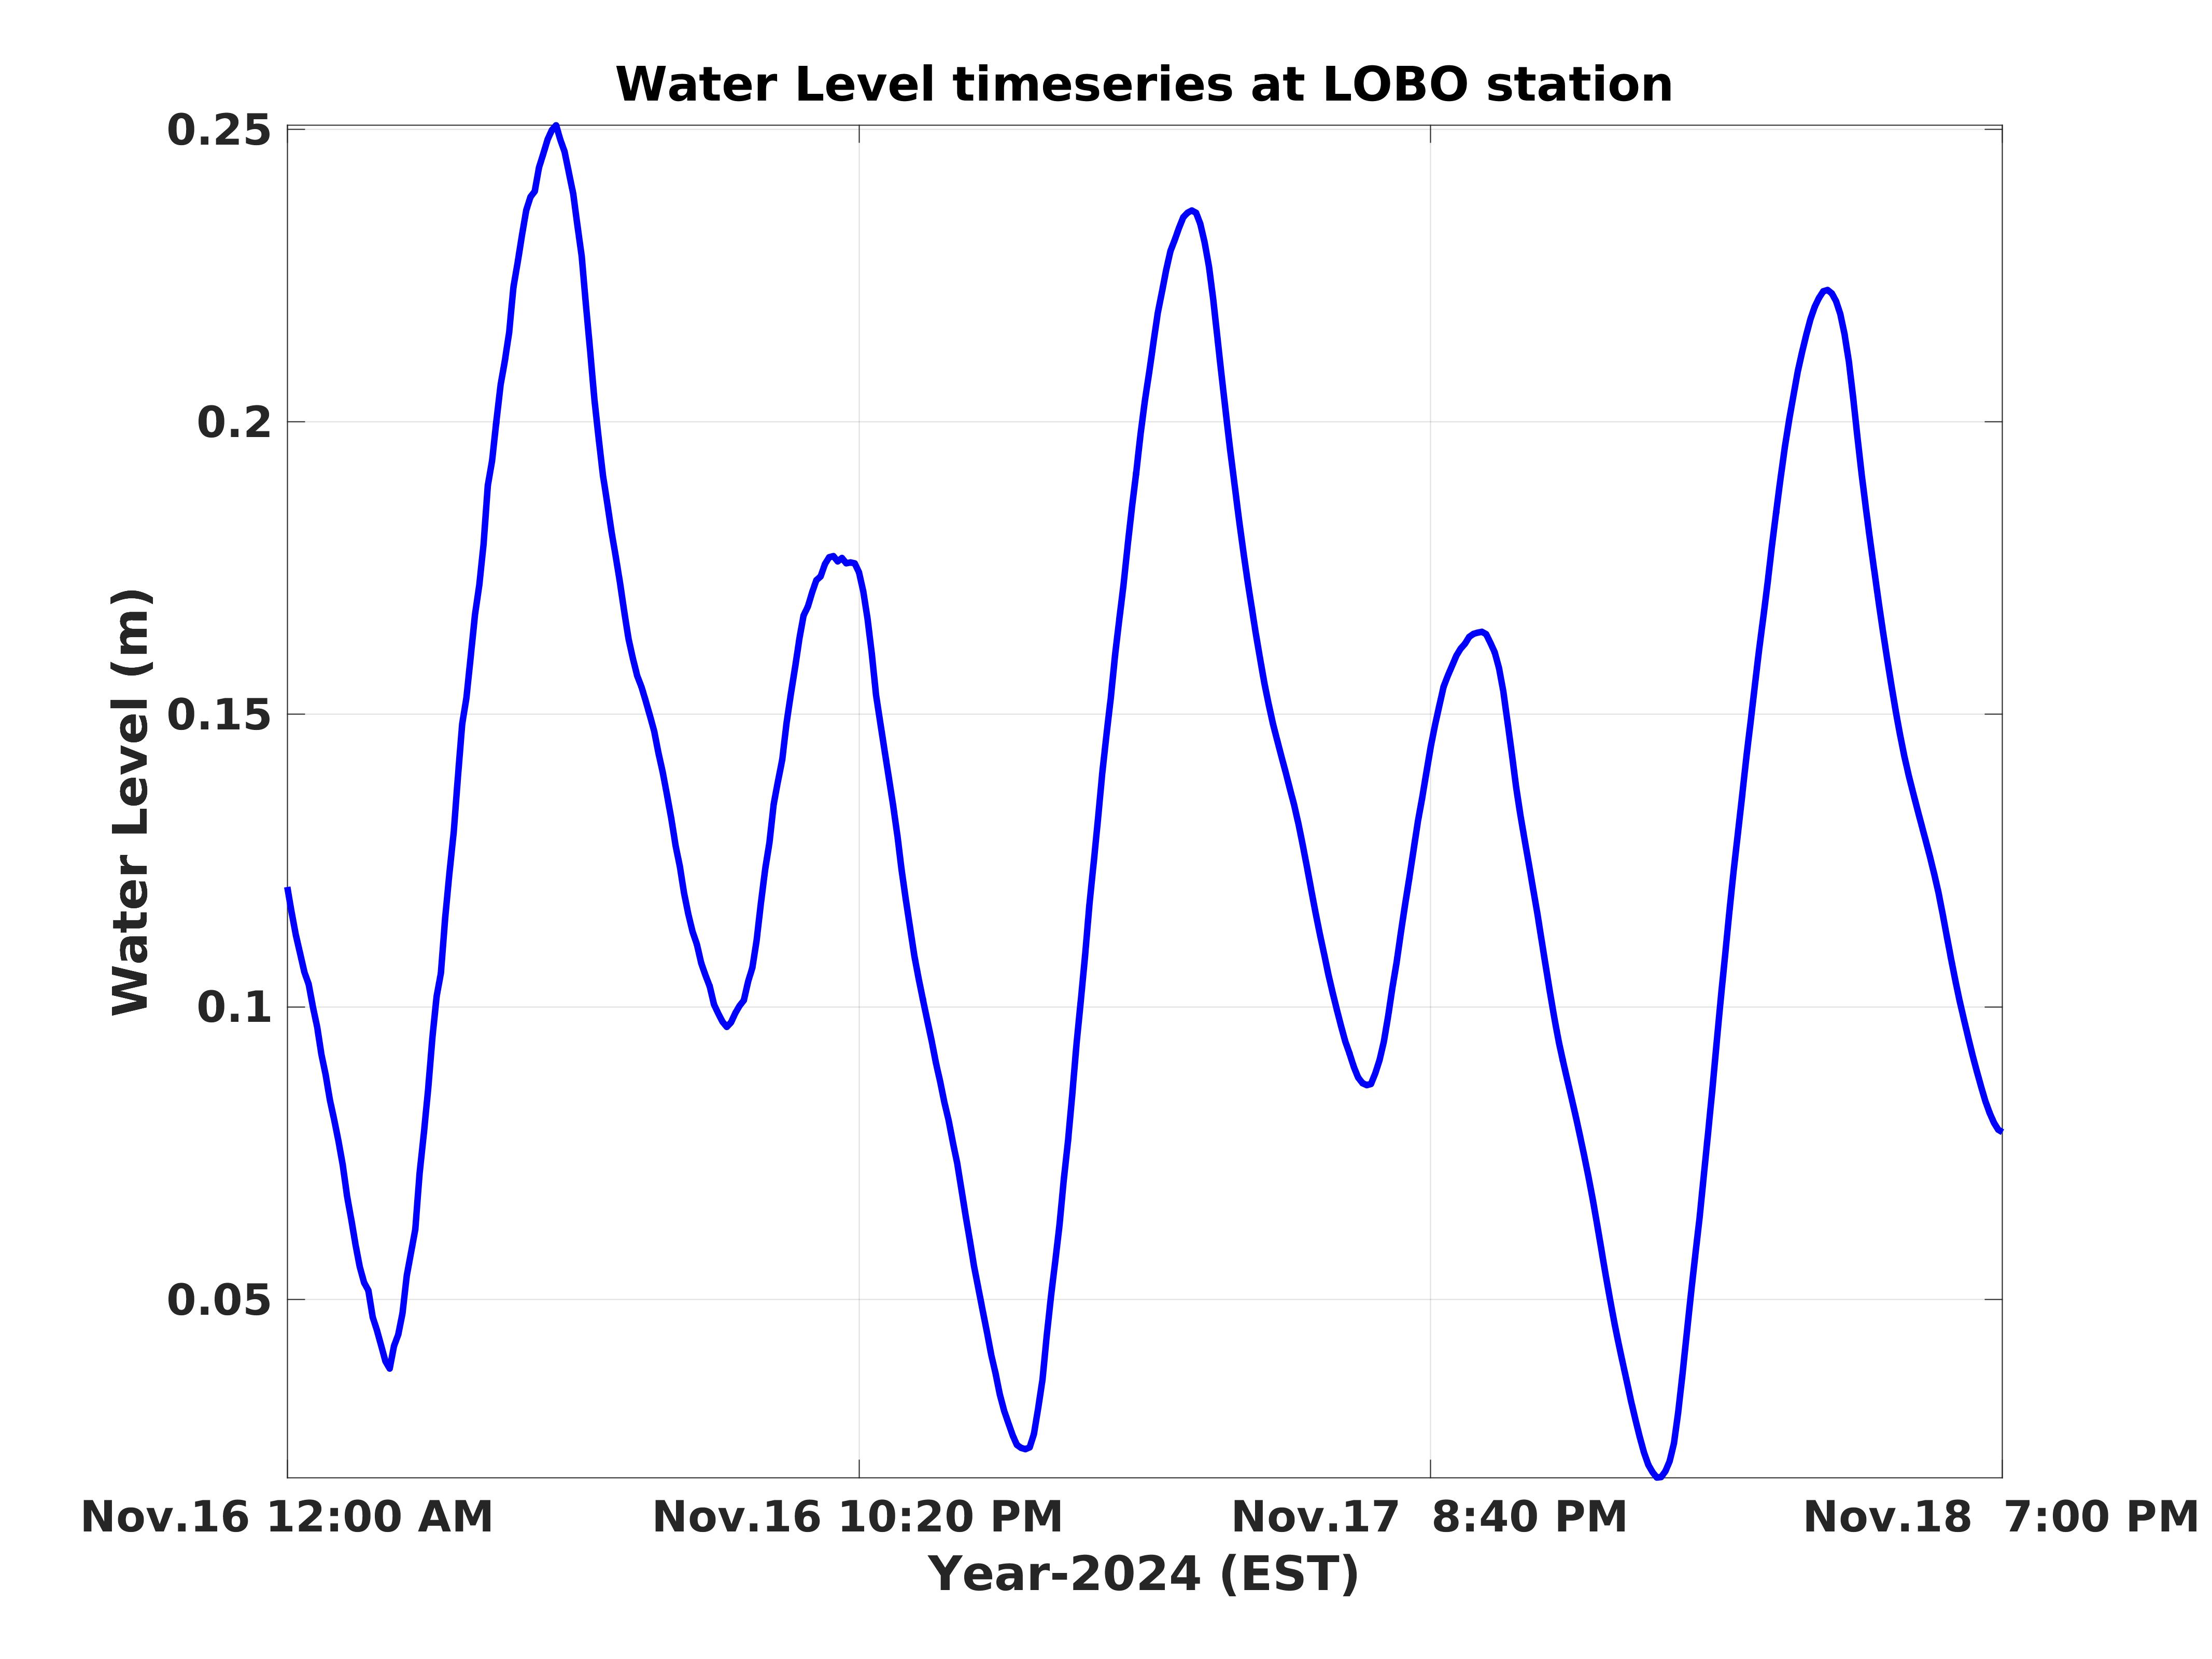 Water Level timeseries at LOBO station
0.25
0.2
0.15
0.1
0.05
Water Level (m)
Nov.16 12:00 AM
Nov.16 10:20 PM
Nov.17 8:40 PM
Nov.18 7:00 PM
Year-2024 (EST)